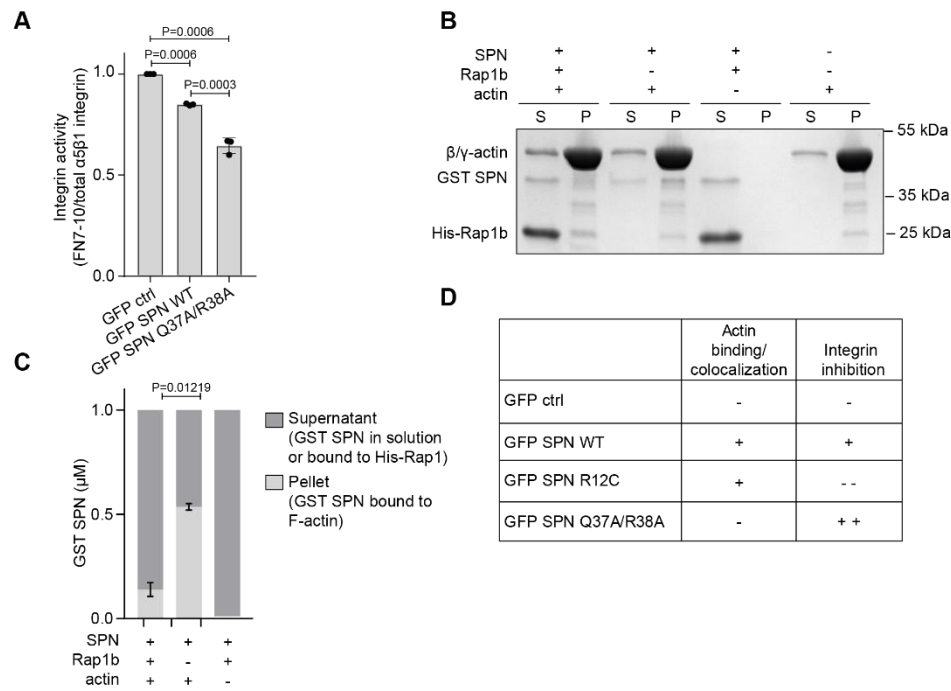 A
P=0.0006
P=0.0006
P=0.0003
1.0
0.5
0.0
Integrin activity
(FN7-10/total α5β1 integrin)
GFP ctrl
GFP SPN WT
GFP SPN Q37A/R38A
B
SPN + + + -
Rap1b + - + -
actin + + - +
S P S P S P S P
55 kDa
β/γ-actin
GST SPN
35 kDa
His-Rap1b
25 kDa
C
P=0.01219
1.0
0.5
0.0
GST SPN (μM)
Supernatant
(GST SPN in solution
or bound to His-Rap1)
Pellet
(GST SPN bound to
F-actin)
SPN + + +
Rap1b + - +
actin + + -
D
Actin
binding/
colocalization
Integrin
inhibition
GFP ctrl - -
GFP SPN WT + +
GFP SPN R12C + --
GFP SPN Q37A/R38A - ++